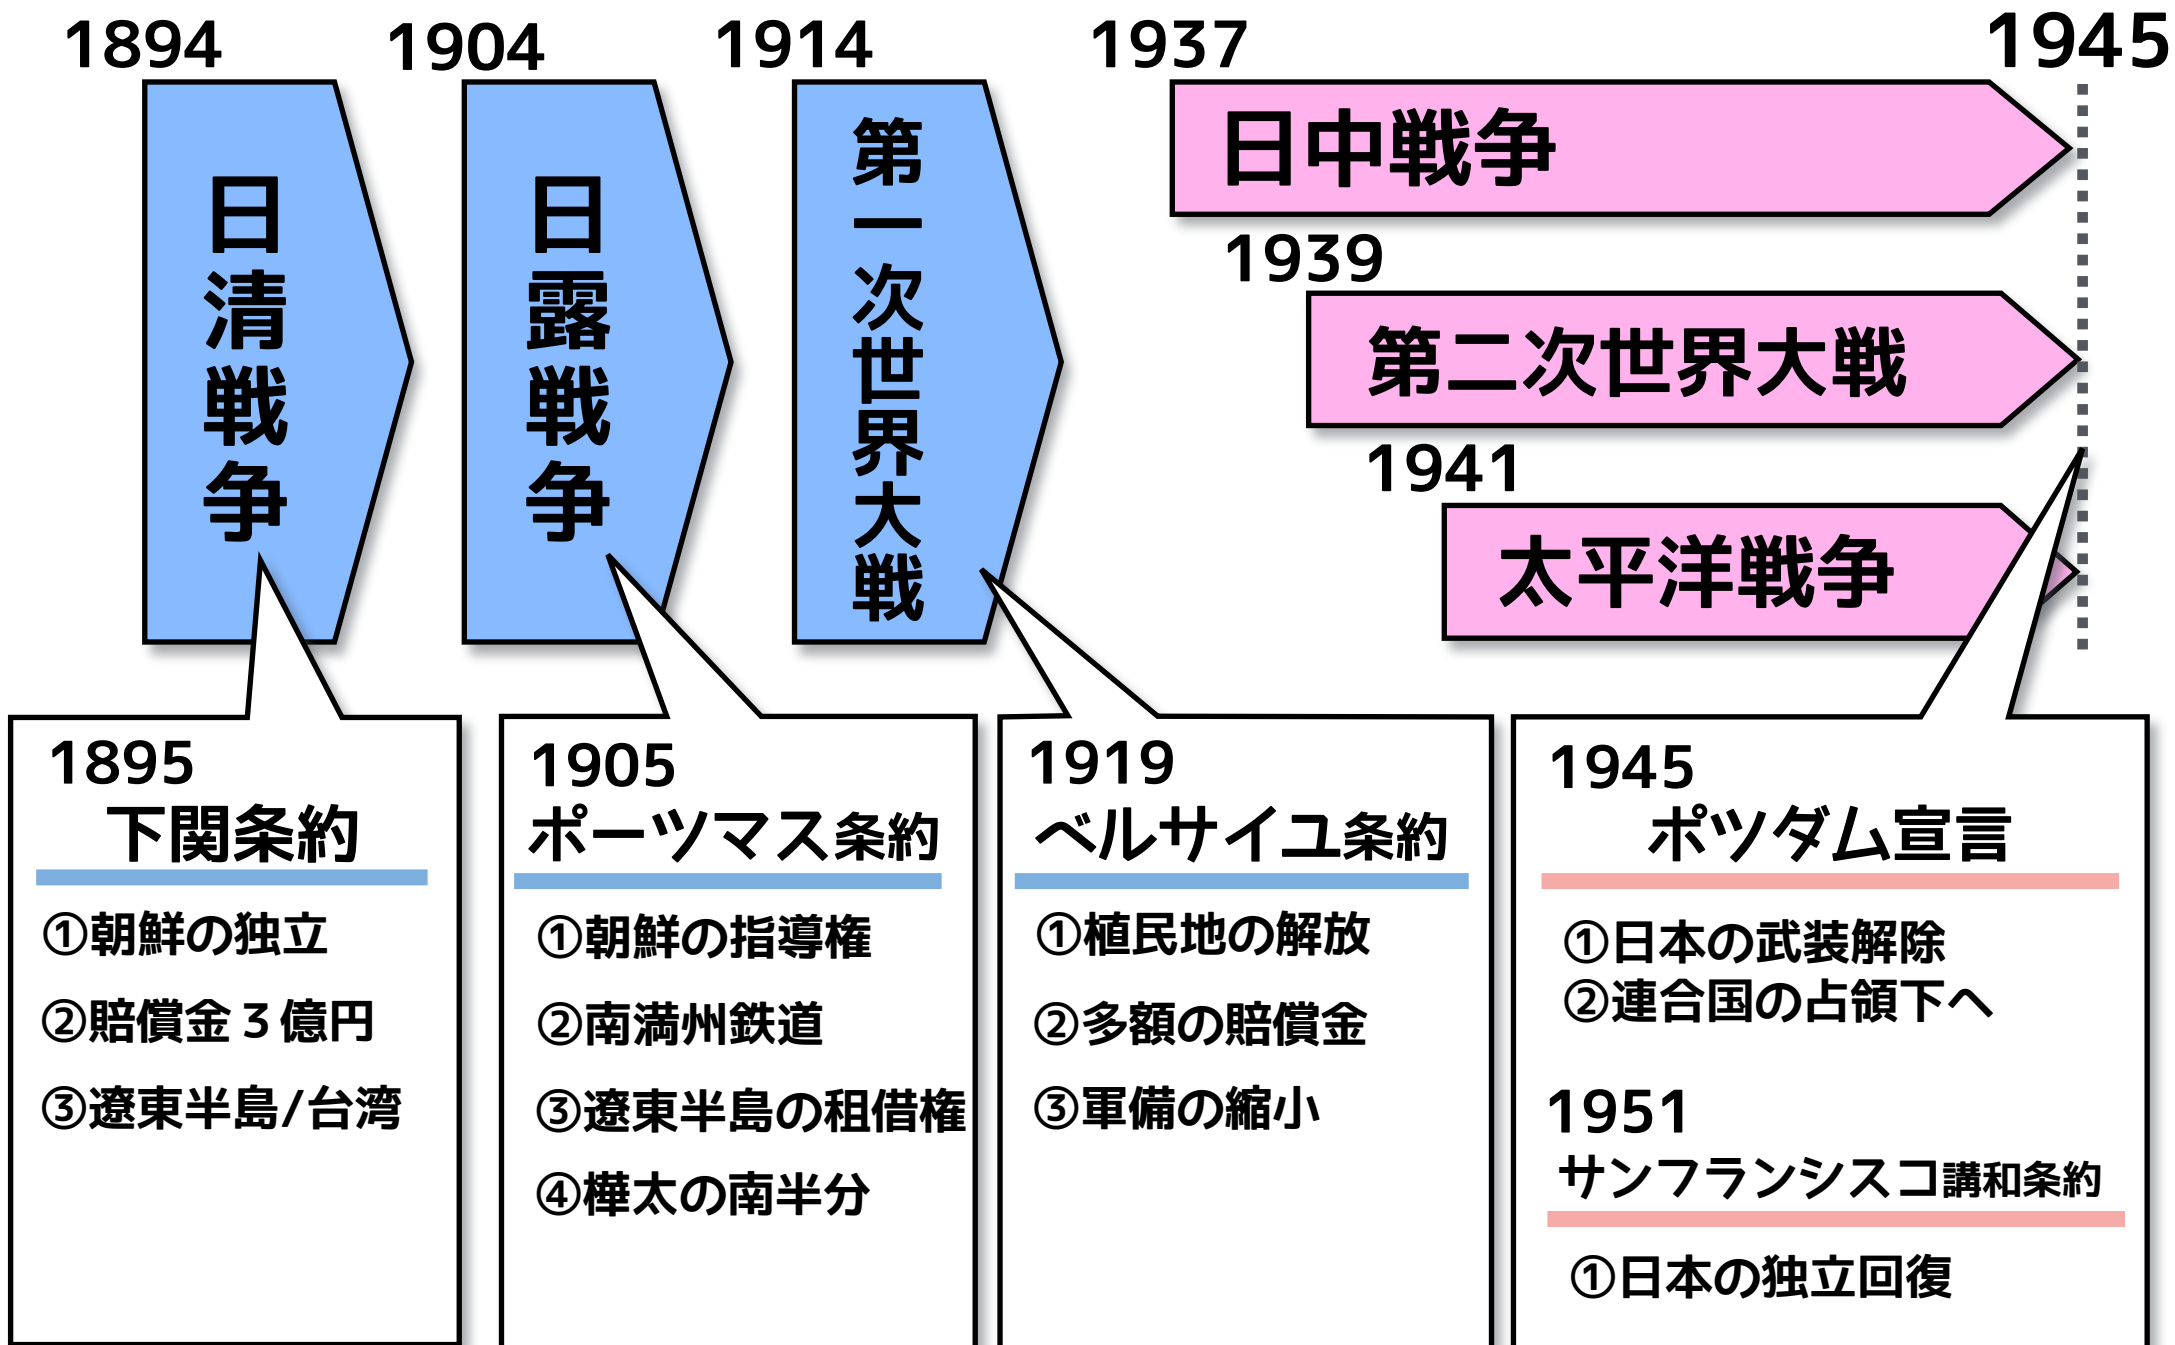 1894
日清戦争
1904
日露戦争
1914
第一次世界大戦
1937
日中戦争
1939
第二次世界大戦
1941
太平洋戦争
1945
1895
下関条約
①朝鮮の独立
②賠償金３億円
③遼東半島/台湾
1905
ポーツマス条約
①朝鮮の指導権
②南満州鉄道
③遼東半島の租借権
④樺太の南半分
1919
ベルサイユ条約
①植民地の解放
②多額の賠償金
③軍備の縮小
1945
ポツダム宣言
①日本の武装解除
②連合国の占領下へ
1951
サンフランシスコ講和条約
①日本の独立回復